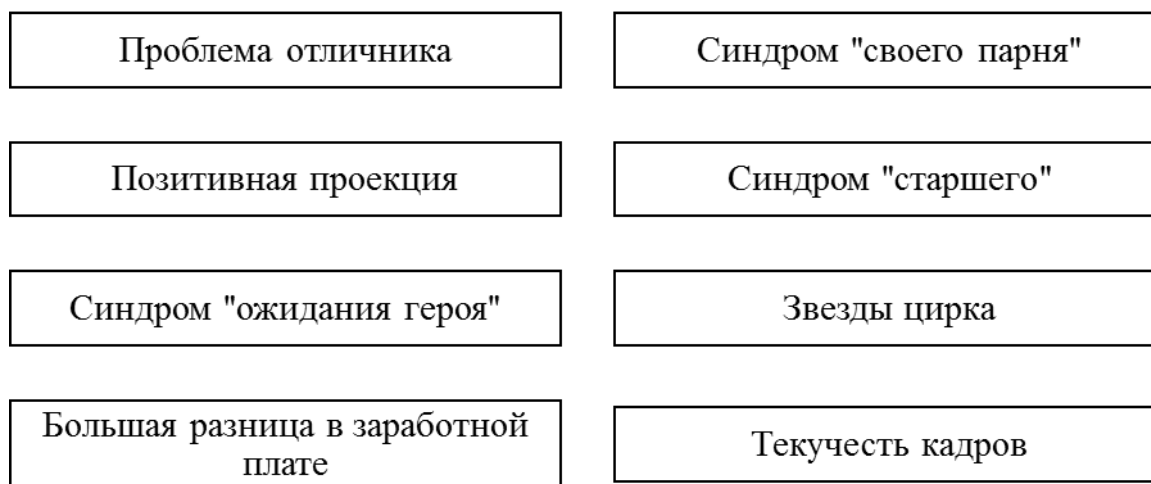 Проблема отличника
Синдром "своего парня"
Позитивная проекция
Синдром "старшего"
Синдром "ожидания героя"
Звезды цирка
Большая разница в заработной
плате
Текучесть кадров